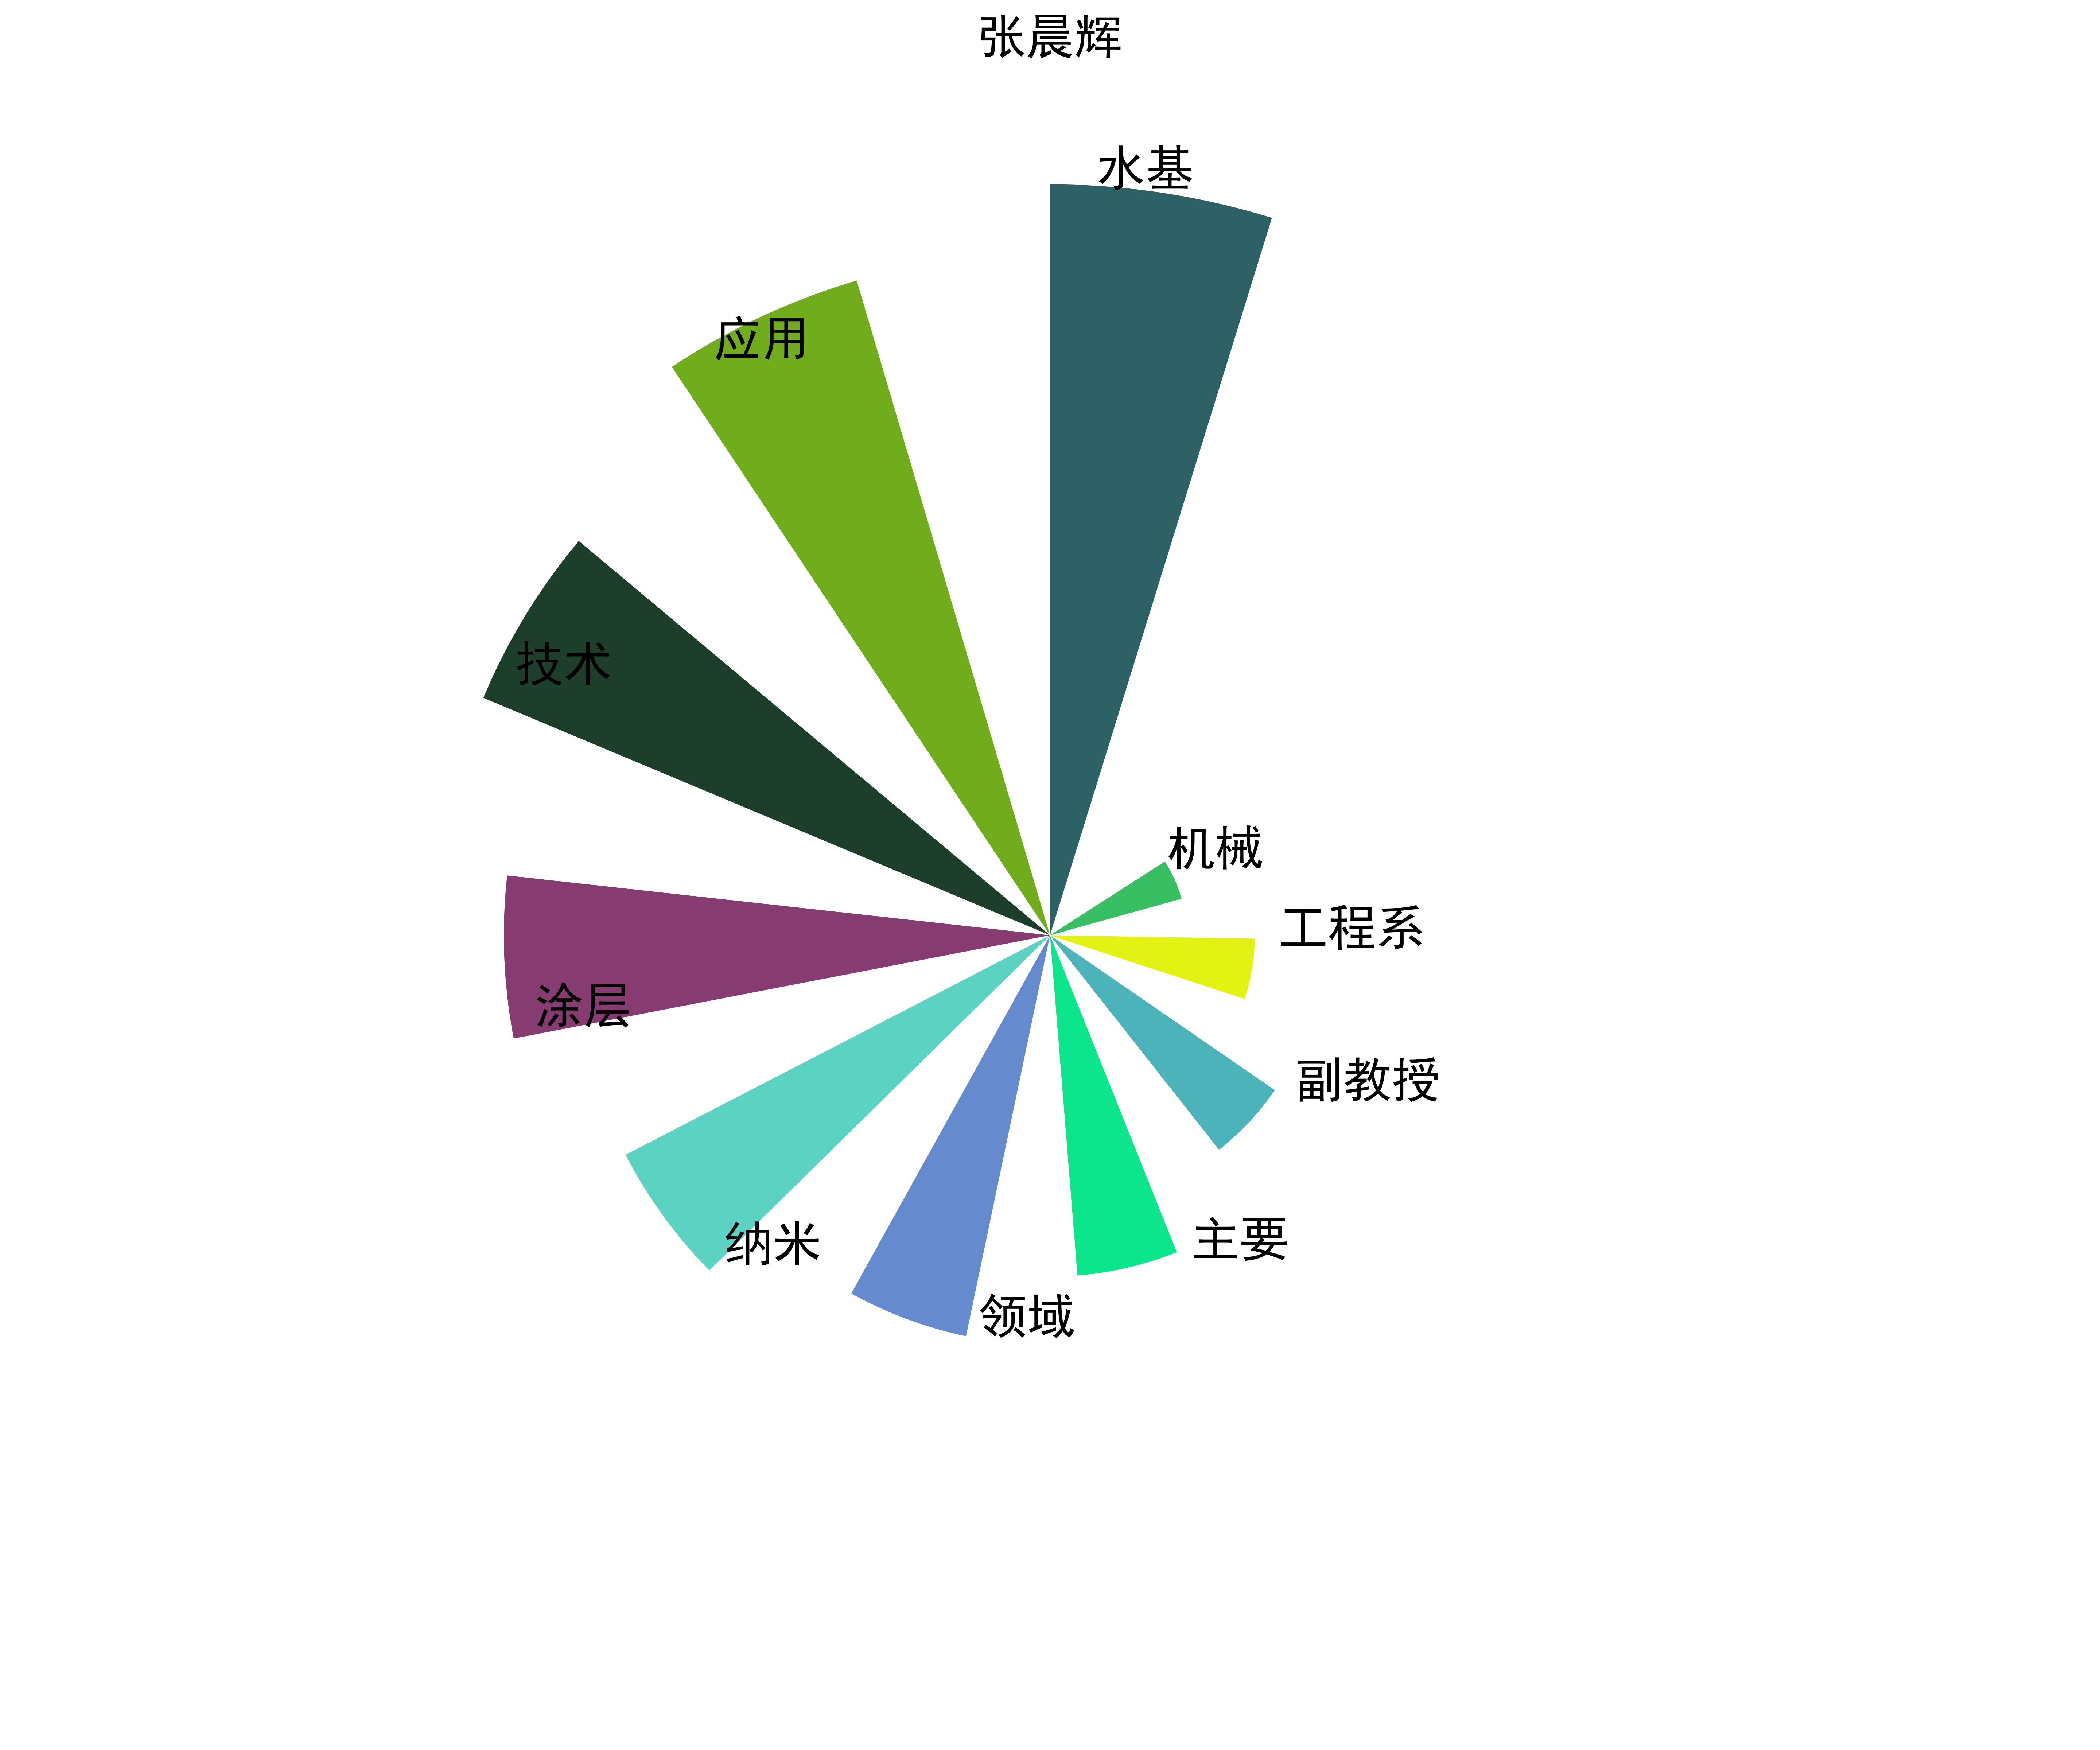 张晨辉
水基
应用
技术
机械
工程系
涂层
副教授
主要
纳米
领域